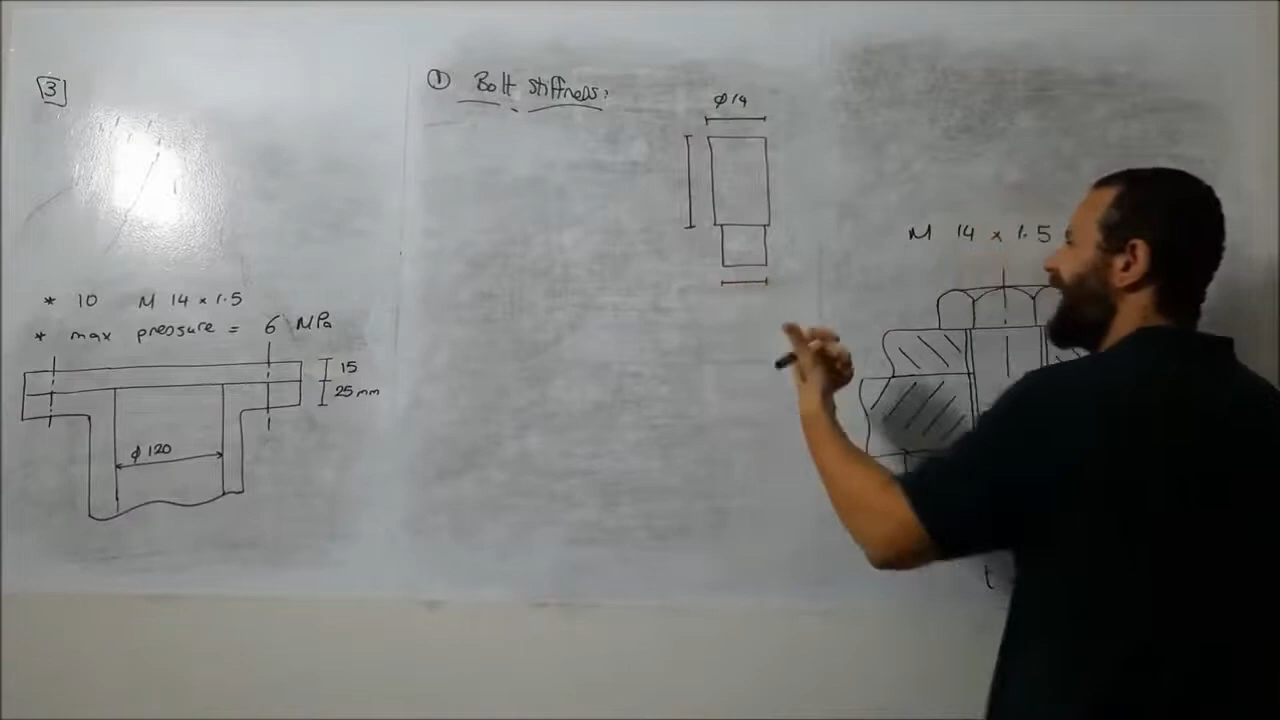 3
* 10 M 14 x 1.5
* max pressure = 6 MPa
15
25 mm
φ 120
① Bolt stiffness:
φ 14
M 14 x 1.5
t